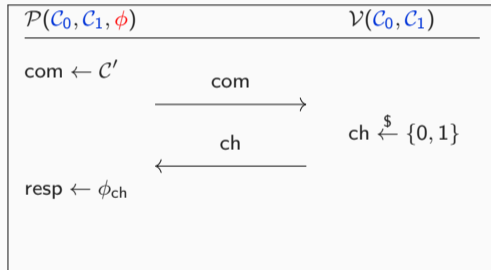 𝒫(𝒞₀, 𝒞₁, ϕ) 𝒱(𝒞₀, 𝒞₁)
com ← 𝒞′
com
ch ←$ {0, 1}
ch
resp ← ϕ_ch